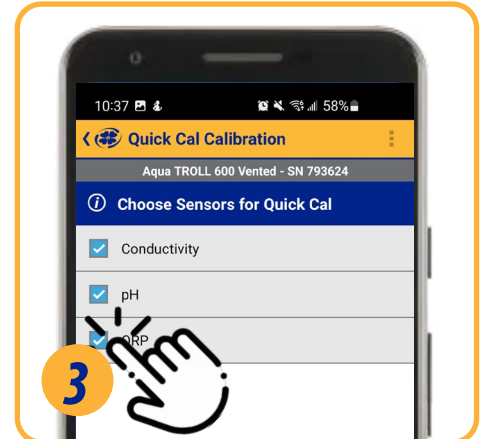 10:37 58%
Quick Cal Calibration
Aqua TROLL 600 Vented - SN 793624
Choose Sensors for Quick Cal
Conductivity
pH
ORP
3